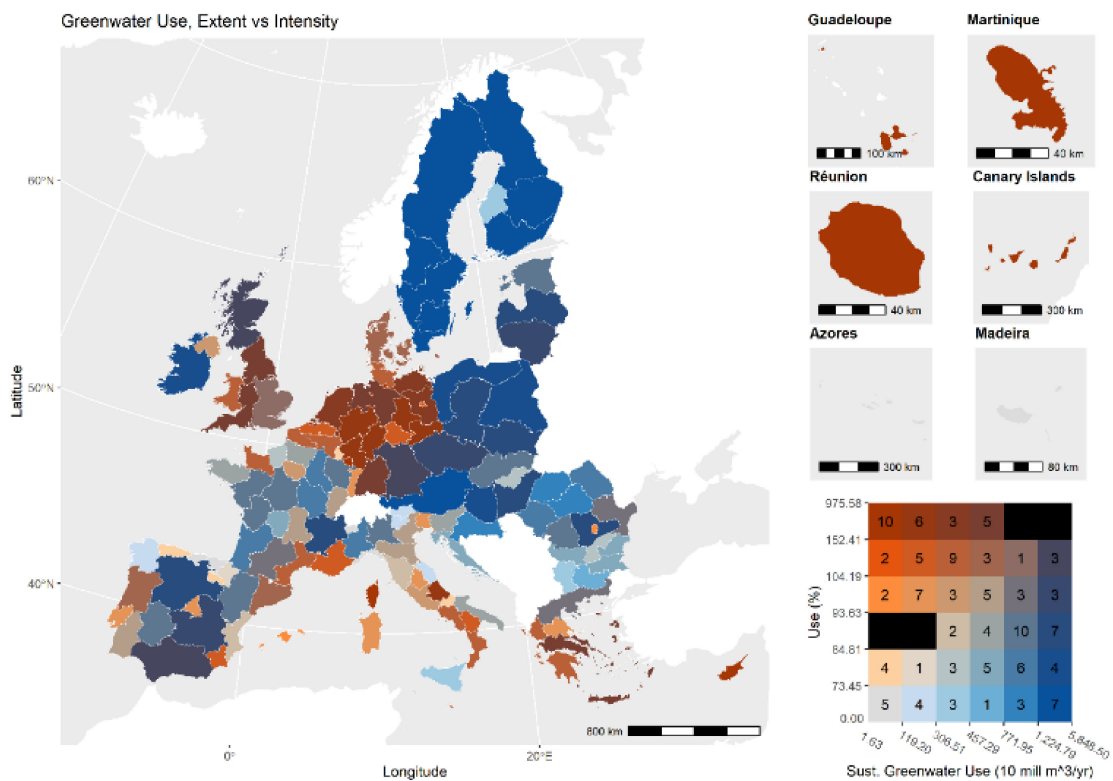 Greenwater Use, Extent vs Intensity
60°N
50°N
40°N
Latitude
0°
20°E
Longitude
800 km
Guadeloupe
100 km
Martinique
40 km
Réunion
40 km
Canary Islands
300 km
Azores
300 km
Madeira
80 km
975.58
152.41
104.19
93.63
84.81
73.45
0.00
Use (%)
10 6 3 5
2 5 9 3 1 3
2 7 3 5 3 3
2 4 10 7
4 1 3 5 6 4
5 4 3 1 3 7
1.63
119.20
306.51
457.29
771.95
1,224.79
5,848.50
Sust. Greenwater Use (10 mill m^3/yr)